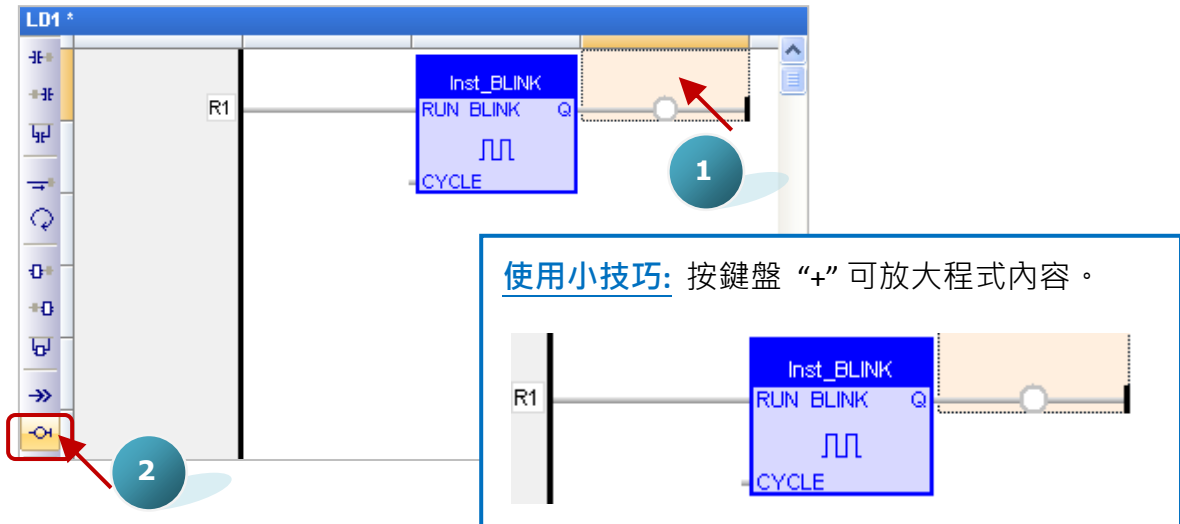 LD1 *
Inst_BLINK
R1
RUN BLINK Q
CYCLE
1
2
使用小技巧: 按鍵盤 “+” 可放大程式內容。
Inst_BLINK
R1
RUN BLINK Q
CYCLE